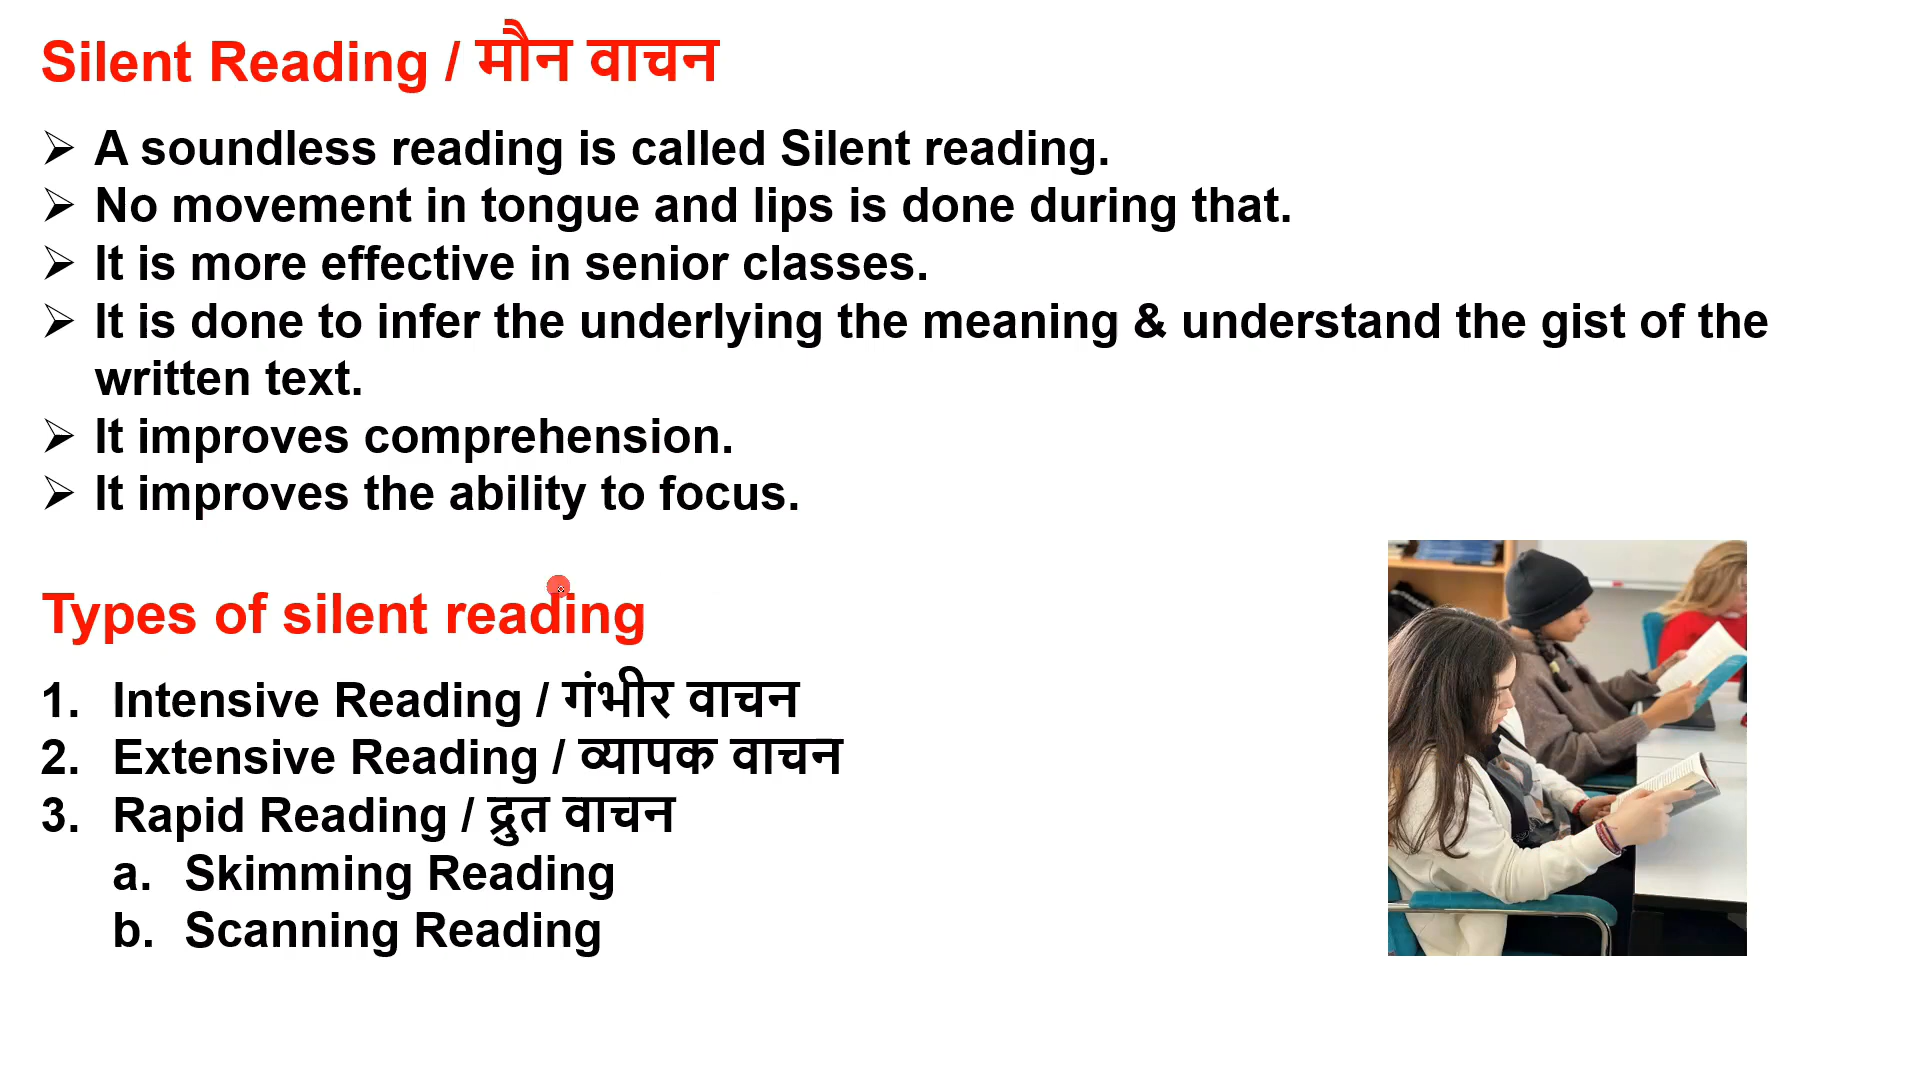 Silent Reading / मौन वाचन
➢ A soundless reading is called Silent reading.
➢ No movement in tongue and lips is done during that.
➢ It is more effective in senior classes.
➢ It is done to infer the underlying the meaning & understand the gist of the
written text.
➢ It improves comprehension.
➢ It improves the ability to focus.
Types of silent reading
1. Intensive Reading / गंभीर वाचन
2. Extensive Reading / व्यापक वाचन
3. Rapid Reading / द्रुत वाचन
a. Skimming Reading
b. Scanning Reading